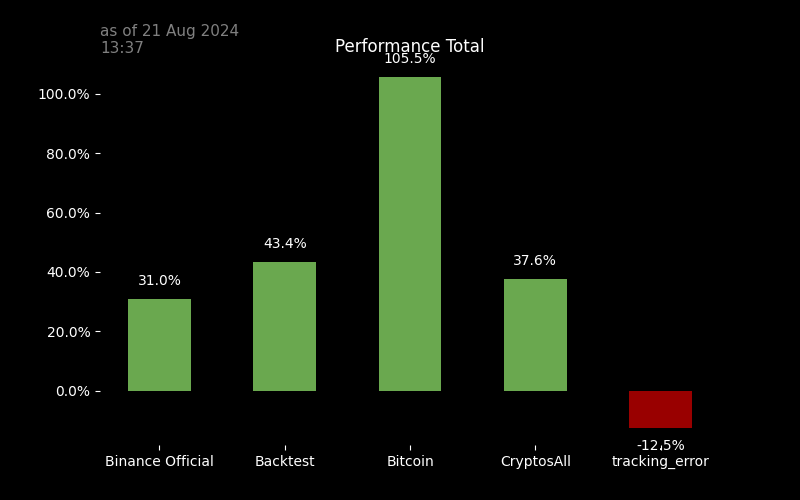 as of 21 Aug 2024
13:37
Performance Total
105.5%
100.0%
80.0%
60.0%
43.4%
37.6%
40.0%
31.0%
20.0%
0.0%
-12.5%
Binance Official
Backtest
Bitcoin
CryptosAll
tracking_error